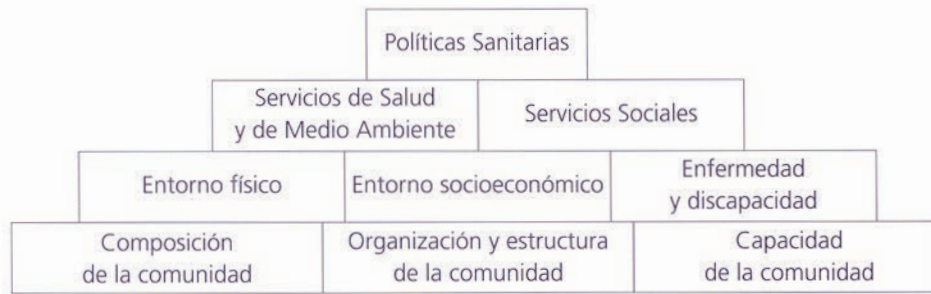 Políticas Sanitarias
Servicios de Salud
y de Medio Ambiente
Servicios Sociales
Entorno físico
Entorno socioeconómico
Enfermedad
y discapacidad
Composición
de la comunidad
Organización y estructura
de la comunidad
Capacidad
de la comunidad